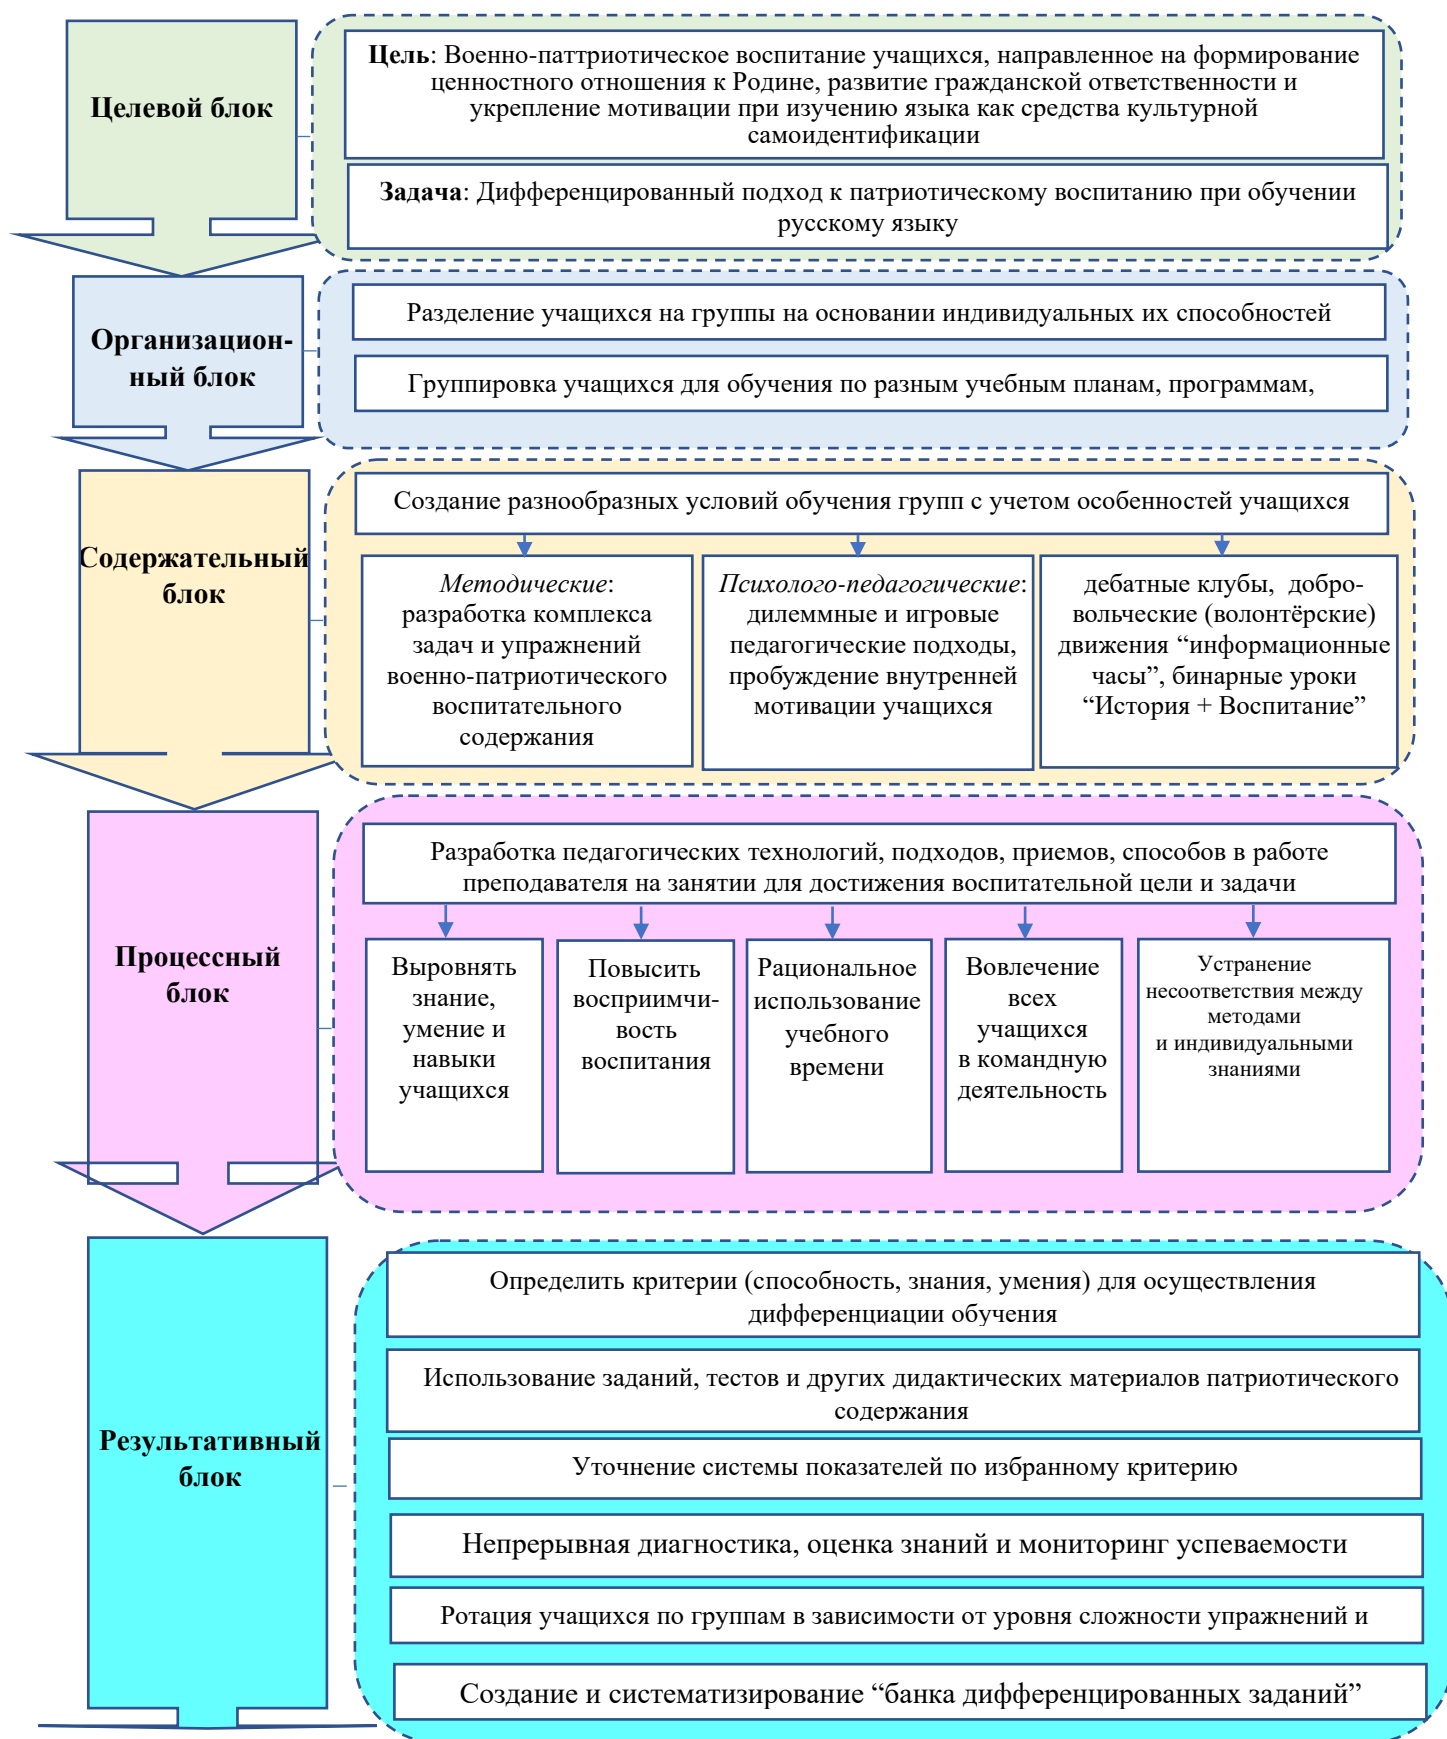 Целевой блок
Цель: Военно-паттриотическое воспитание учащихся, направленное на формирование
ценностного отношения к Родине, развитие гражданской ответственности и
укрепление мотивации при изучению языка как средства культурной
самоидентификации
Задача: Дифференцированный подход к патриотическому воспитанию при обучении
русскому языку
Организацион-
ный блок
Разделение учащихся на группы на основании индивидуальных их способностей
Группировка учащихся для обучения по разным учебным планам, программам,
Содержательный
блок
Создание разнообразных условий обучения групп с учетом особенностей учащихся
Методические:
разработка комплекса
задач и упражнений
военно-патриотического
воспитательного
содержания
Психолого-педагогические:
дилеммные и игровые
педагогические подходы,
пробуждение внутренней
мотивации учащихся
дебатные клубы, добро-
вольческие (волонтёрские)
движения “информационные
часы”, бинарные уроки
“История + Воспитание”
Процессный
блок
Разработка педагогических технологий, подходов, приемов, способов в работе
преподавателя на занятии для достижения воспитательной цели и задачи
Выровнять
знание,
умение и
навыки
учащихся
Повысить
восприимчи-
вость
воспитания
Рациональное
использование
учебного
времени
Вовлечение
всех
учащихся
в командную
деятельность
Устранение
несоответствия между
методами
и индивидуальными
знаниями
Результативный
блок
Определить критерии (способность, знания, умения) для осуществления
дифференциации обучения
Использование заданий, тестов и других дидактических материалов патриотического
содержания
Уточнение системы показателей по избранному критерию
Непрерывная диагностика, оценка знаний и мониторинг успеваемости
Ротация учащихся по группам в зависимости от уровня сложности упражнений и
Создание и систематизирование “банка дифференцированных заданий”